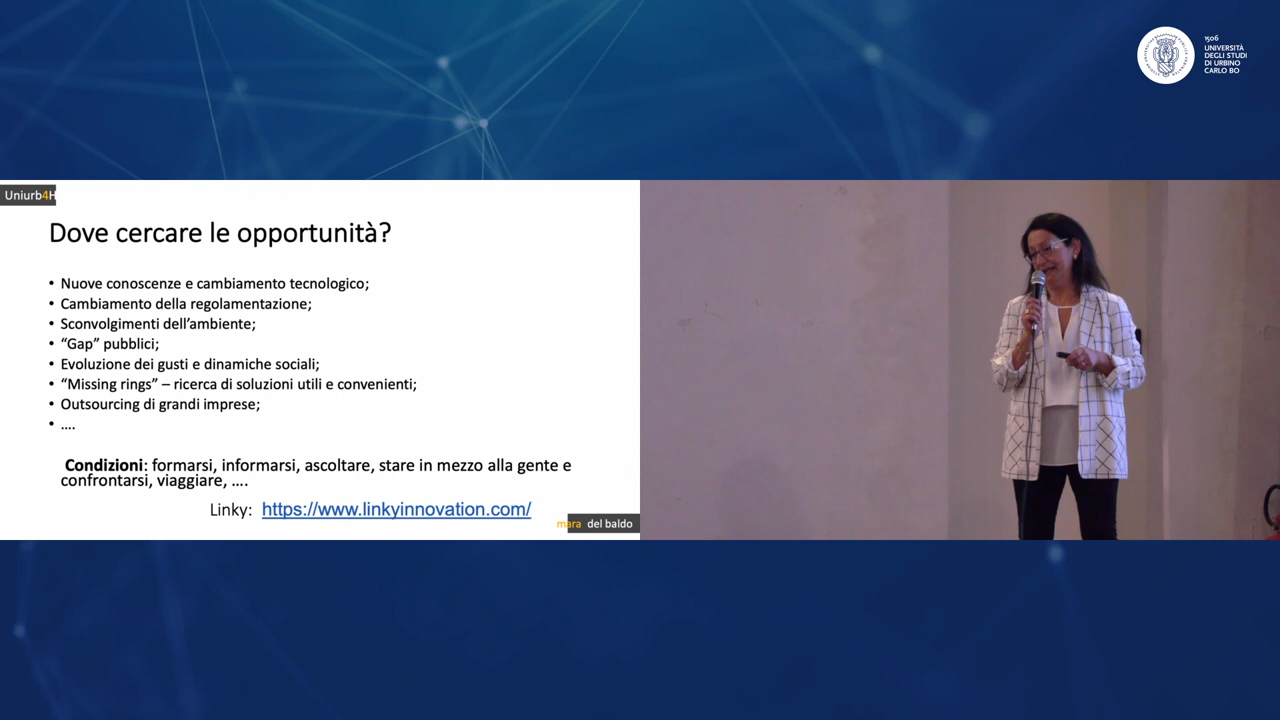 1506
UNIVERSITÀ
DEGLI STUDI
DI URBINO
CARLO BO
Uniurb4H
Dove cercare le opportunità?
• Nuove conoscenze e cambiamento tecnologico;
• Cambiamento della regolamentazione;
• Sconvolgimenti dell’ambiente;
• “Gap” pubblici;
• Evoluzione dei gusti e dinamiche sociali;
• “Missing rings” – ricerca di soluzioni utili e convenienti;
• Outsourcing di grandi imprese;
• ….
Condizioni: formarsi, informarsi, ascoltare, stare in mezzo alla gente e
confrontarsi, viaggiare, ….
Linky: https://www.linkyinnovation.com/
mara del baldo